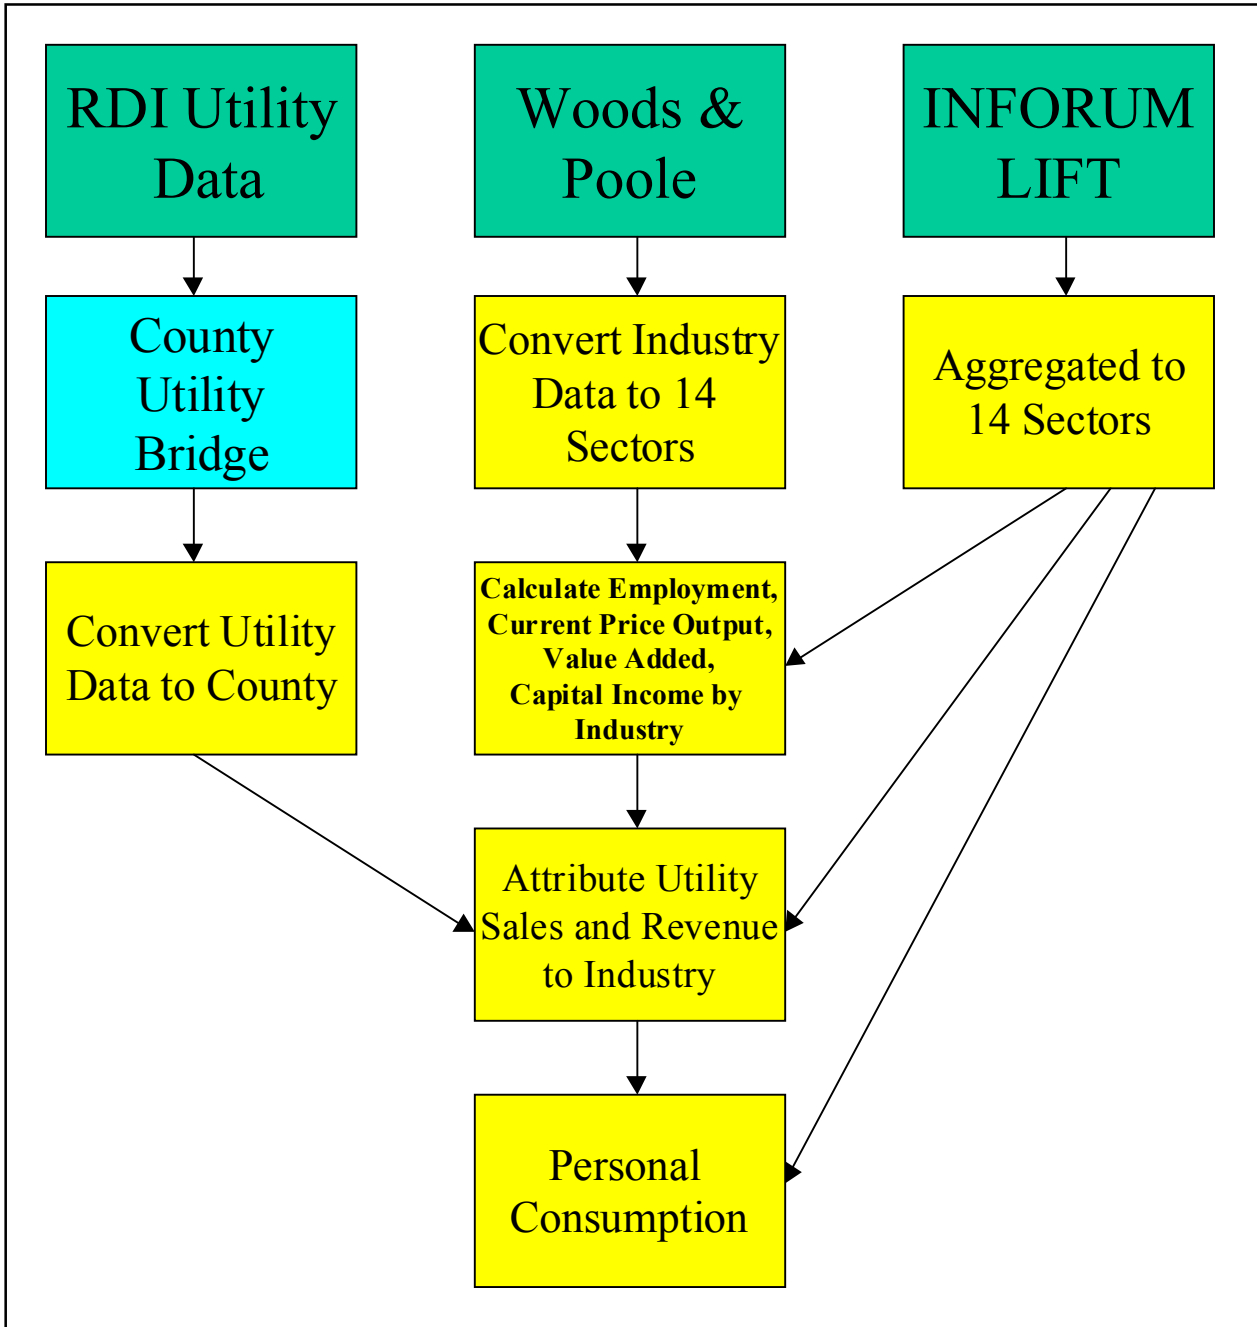 RDI Utility
Data
Woods &
Poole
INFORUM
LIFT
County
Utility
Bridge
Convert Industry
Data to 14
Sectors
Aggregated to
14 Sectors
Convert Utility
Data to County
Calculate Employment,
Current Price Output,
Value Added,
Capital Income by
Industry
Attribute Utility
Sales and Revenue
to Industry
Personal
Consumption